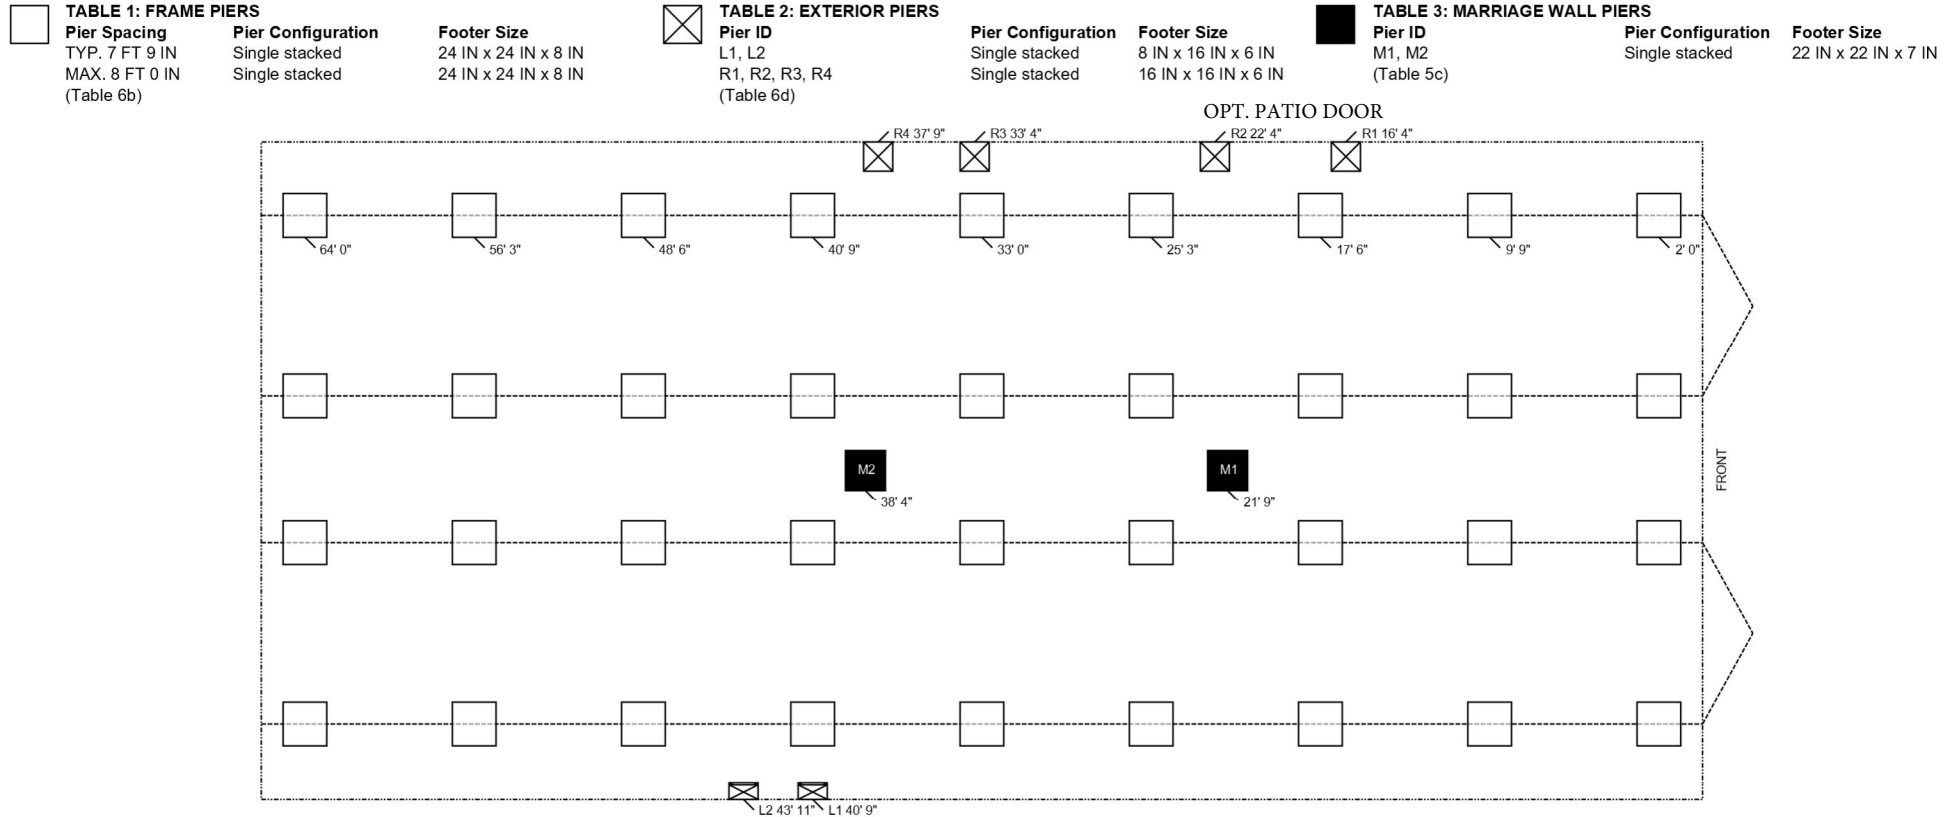 TABLE 1: FRAME PIERS
Pier Spacing Pier Configuration Footer Size
TYP. 7 FT 9 IN Single stacked 24 IN x 24 IN x 8 IN
MAX. 8 FT 0 IN Single stacked 24 IN x 24 IN x 8 IN
(Table 6b)
TABLE 2: EXTERIOR PIERS
Pier ID Pier Configuration Footer Size
L1, L2 Single stacked 8 IN x 16 IN x 6 IN
R1, R2, R3, R4 Single stacked 16 IN x 16 IN x 6 IN
(Table 6d)
TABLE 3: MARRIAGE WALL PIERS
Pier ID Pier Configuration Footer Size
M1, M2 Single stacked 22 IN x 22 IN x 7 IN
(Table 5c)
OPT. PATIO DOOR
R4 37' 9" R3 33' 4" R2 22' 4" R1 16' 4"
64' 0" 56' 3" 48' 6" 40' 9" 33' 0" 25' 3" 17' 6" 9' 9" 2' 0"
M2 M1
FRONT
38' 4" 21' 9"
L2 43' 11" L1 40' 9"